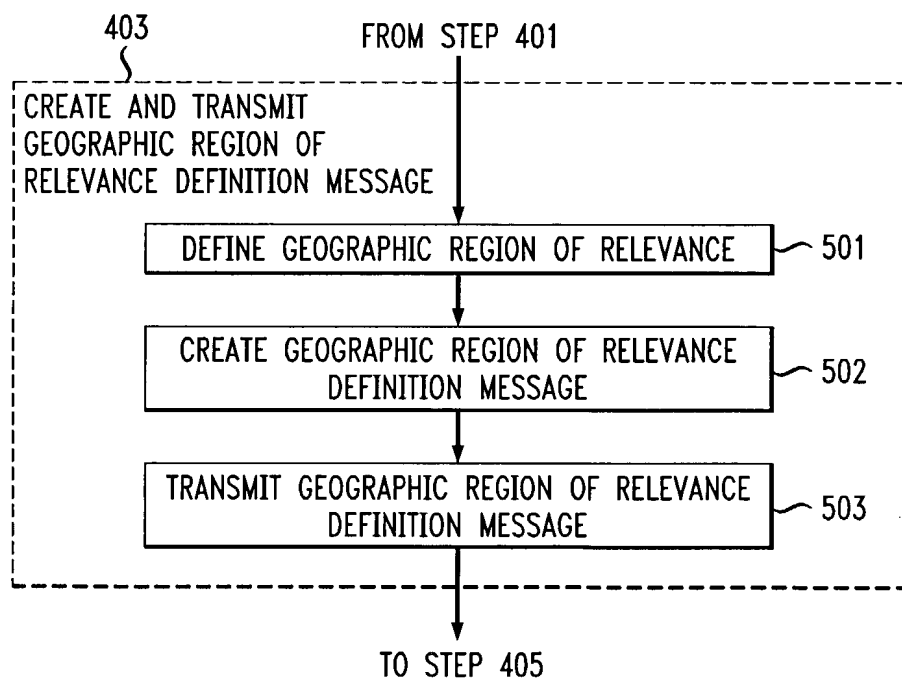 403
FROM STEP 401
CREATE AND TRANSMIT
GEOGRAPHIC REGION OF
RELEVANCE DEFINITION MESSAGE
DEFINE GEOGRAPHIC REGION OF RELEVANCE
501
CREATE GEOGRAPHIC REGION OF RELEVANCE
DEFINITION MESSAGE
502
TRANSMIT GEOGRAPHIC REGION OF RELEVANCE
DEFINITION MESSAGE
503
TO STEP 405